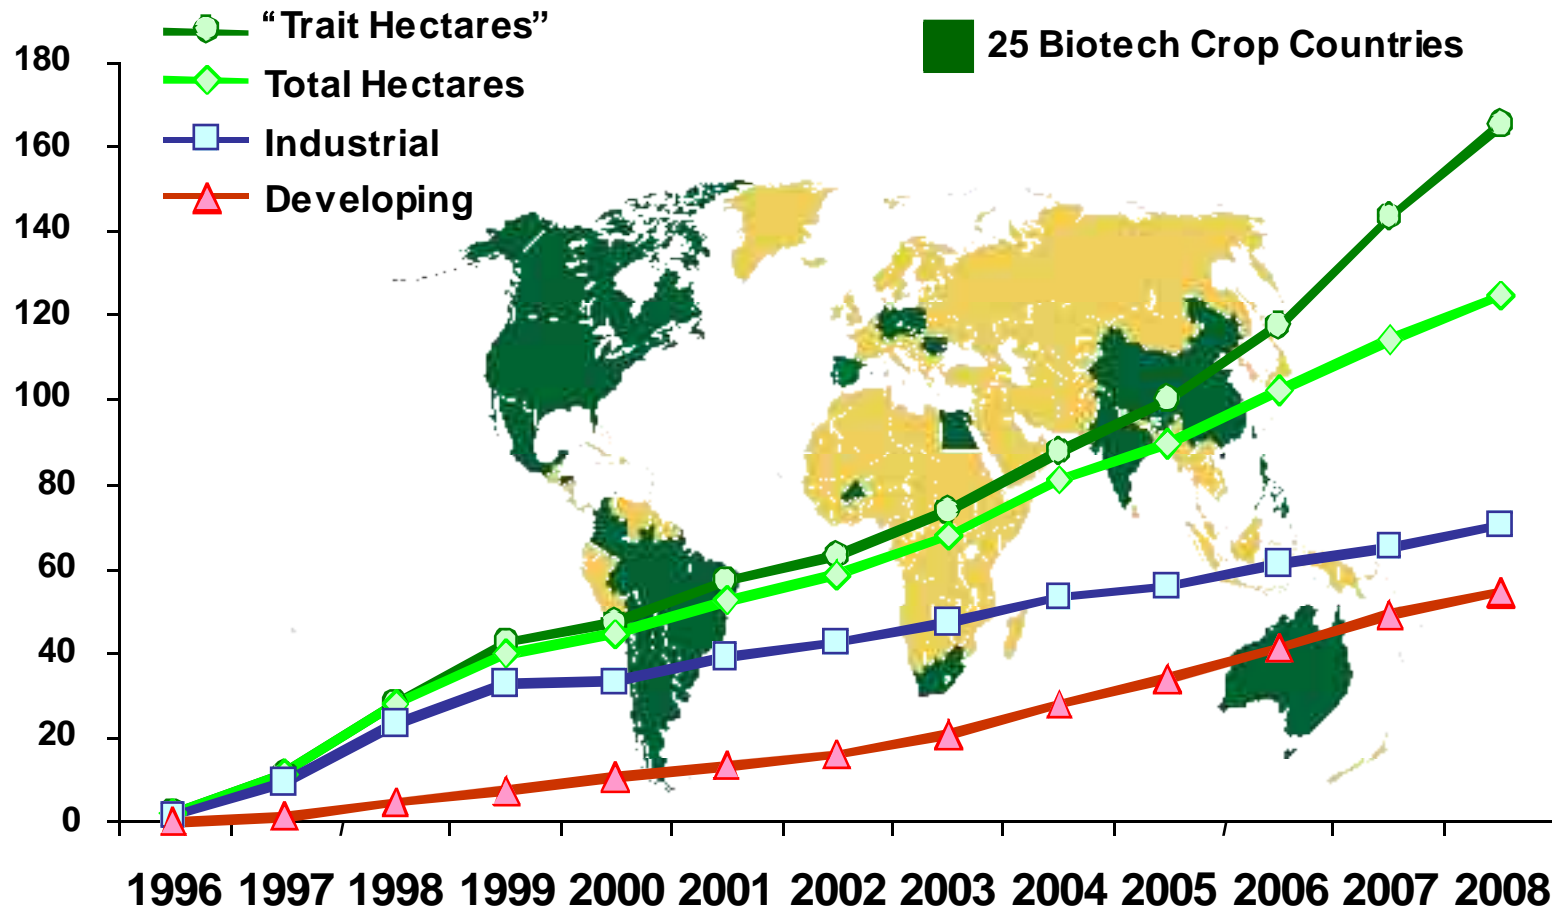 “Trait Hectares”
Total Hectares
Industrial
Developing
25 Biotech Crop Countries
180
160
140
120
100
80
60
40
20
0
1996 1997 1998 1999 2000 2001 2002 2003 2004 2005 2006 2007 2008